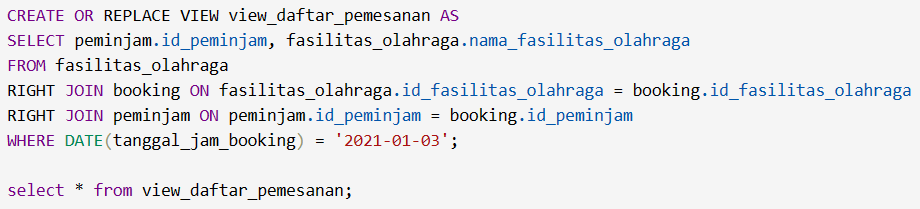 CREATE OR REPLACE VIEW view_daftar_pemesanan AS
SELECT peminjam.id_peminjam, fasilitas_olahraga.nama_fasilitas_olahraga
FROM fasilitas_olahraga
RIGHT JOIN booking ON fasilitas_olahraga.id_fasilitas_olahraga = booking.id_fasilitas_olahraga
RIGHT JOIN peminjam ON peminjam.id_peminjam = booking.id_peminjam
WHERE DATE(tanggal_jam_booking) = '2021-01-03';
select * from view_daftar_pemesanan;